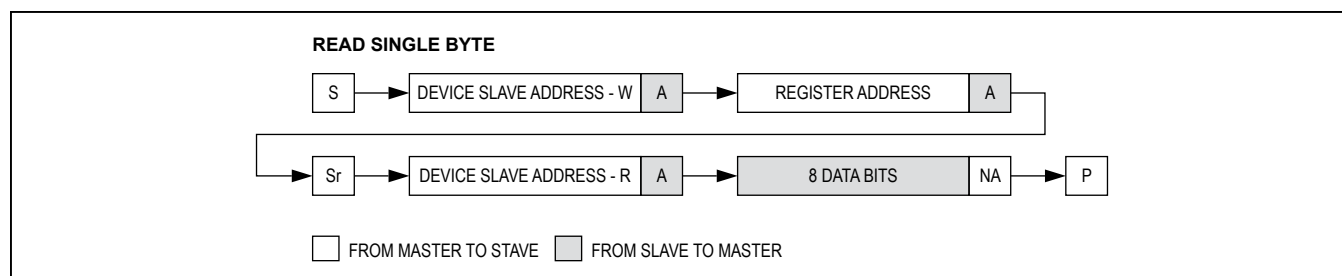 READ SINGLE BYTE
S DEVICE SLAVE ADDRESS - W A REGISTER ADDRESS A
Sr DEVICE SLAVE ADDRESS - R A 8 DATA BITS NA P
FROM MASTER TO STAVE FROM SLAVE TO MASTER